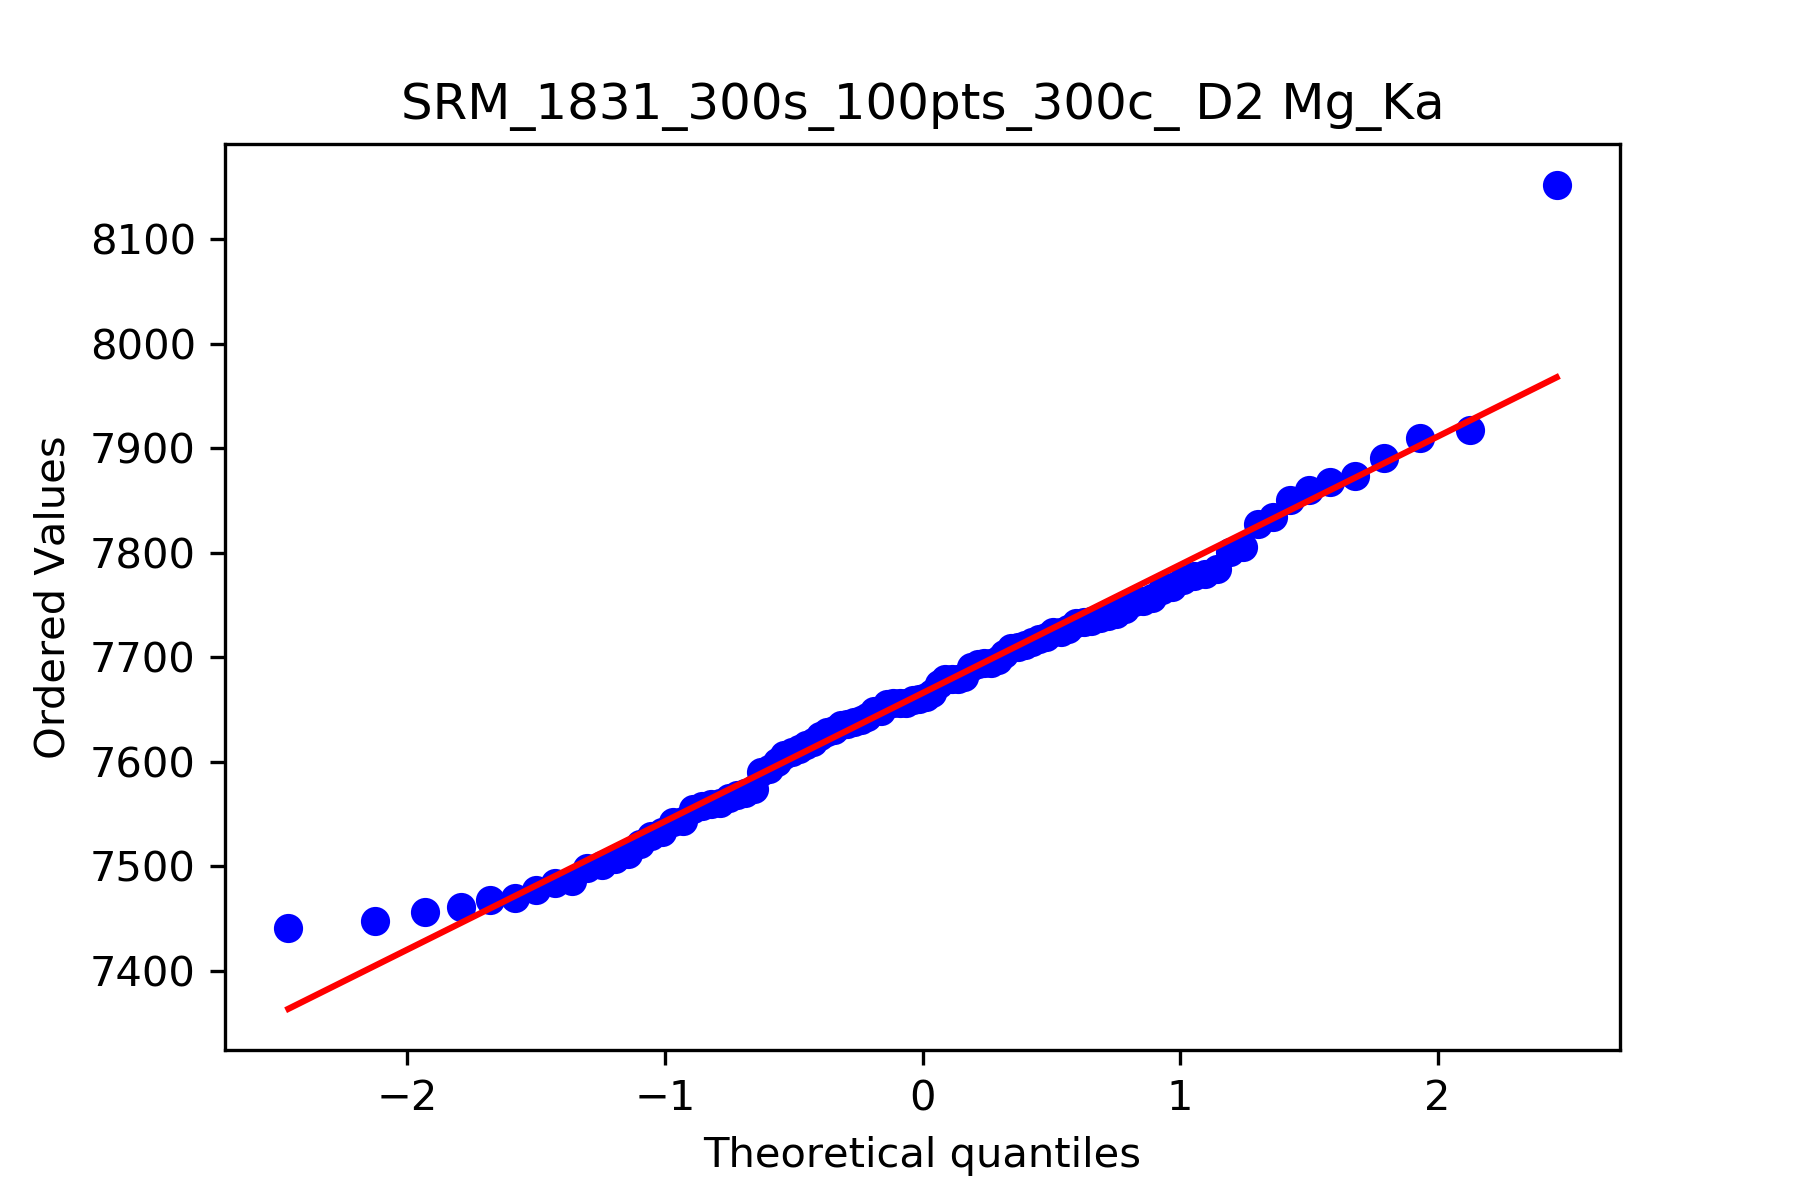 SRM_1831_300s_100pts_300c_ D2 Mg_Ka
8100
8000
7900
7800
7700
7600
7500
7400
Ordered Values
−2 −1 0 1 2
Theoretical quantiles